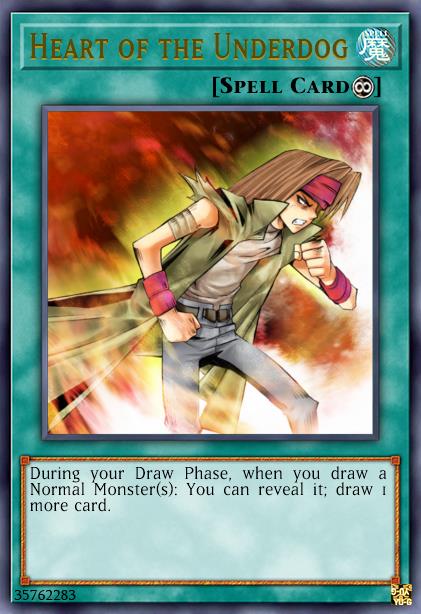 HEART OF THE UNDERDOG
SPELL
魔
[SPELL CARD]
During your Draw Phase, when you draw a
Normal Monster(s): You can reveal it; draw 1
more card.
35762283